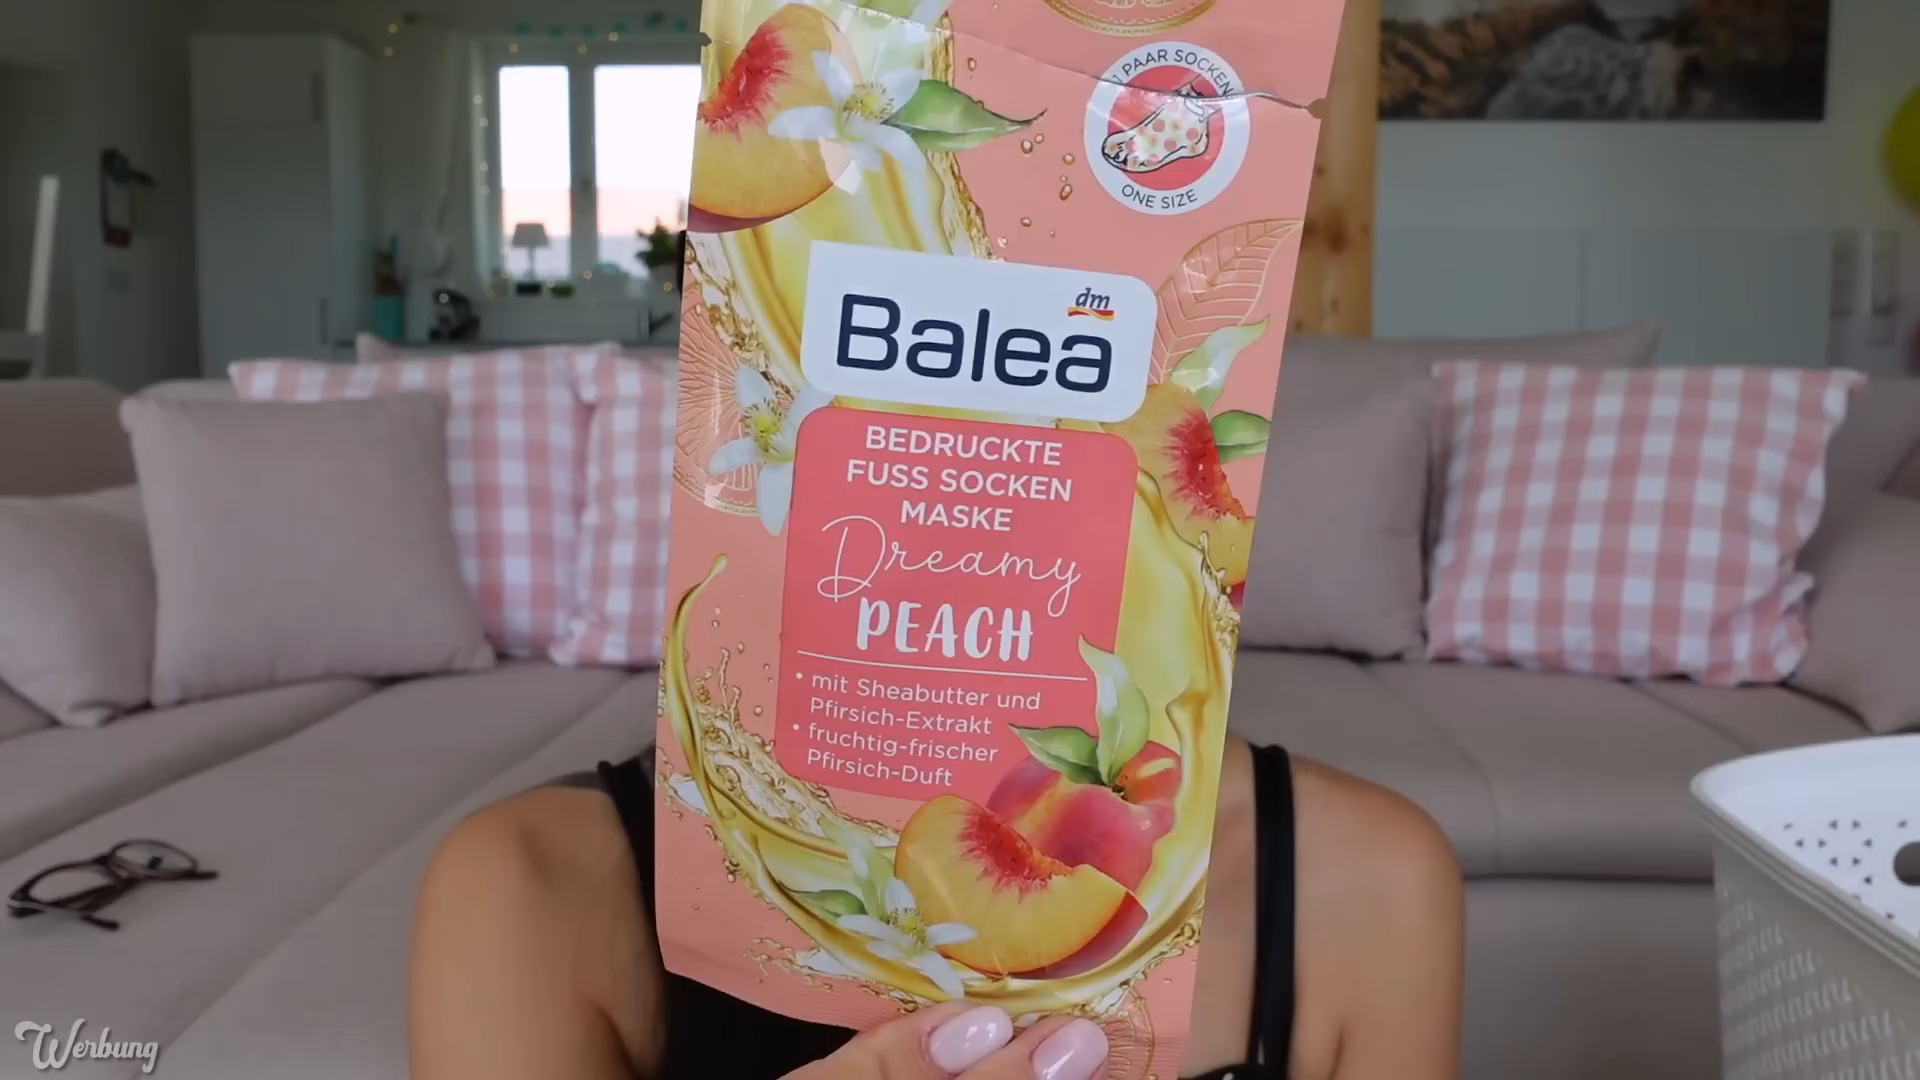 1 PAAR SOCKEN
ONE SIZE
dm
Balea
BEDRUCKTE
FUSS SOCKEN
MASKE
Dreamy
PEACH
• mit Sheabutter und
Pfirsich-Extrakt
• fruchtig-frischer
Pfirsich-Duft
Werbung